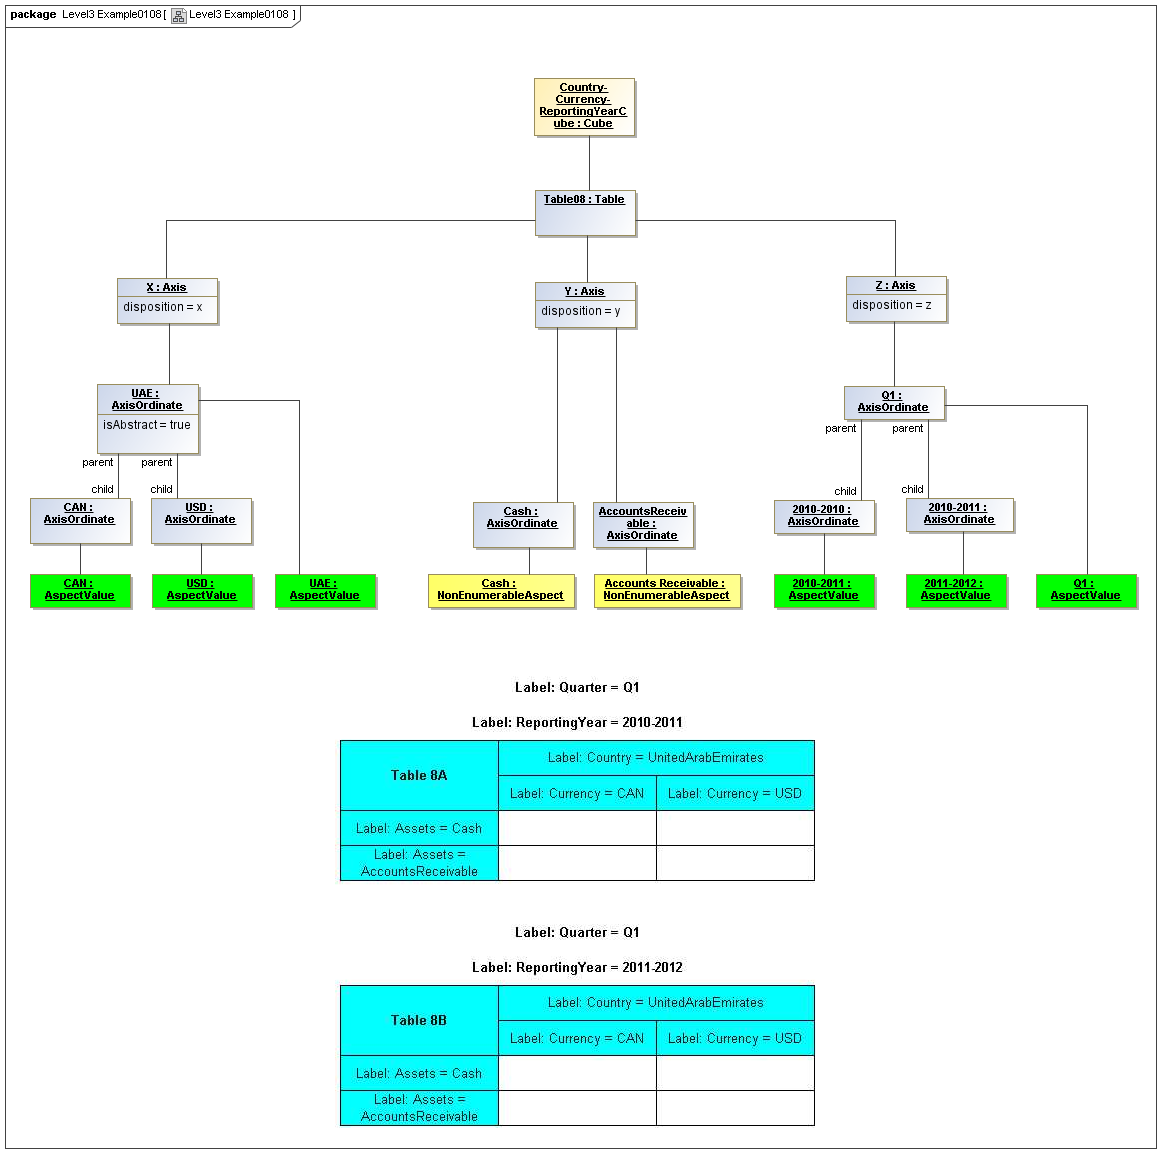 package Level3 Example0108 [ Level3 Example0108 ]
Country-
Currency-
ReportingYearC
ube : Cube
Table08 : Table
X : Axis
disposition = x
Y : Axis
disposition = y
Z : Axis
disposition = z
UAE :
AxisOrdinate
isAbstract = true
Q1 :
AxisOrdinate
parent
parent
parent
parent
child
child
child
child
CAN :
AxisOrdinate
USD :
AxisOrdinate
Cash :
AxisOrdinate
AccountsReceiv
able :
AxisOrdinate
2010-2010 :
AxisOrdinate
2010-2011 :
AxisOrdinate
CAN :
AspectValue
USD :
AspectValue
UAE :
AspectValue
Cash :
NonEnumerableAspect
Accounts Receivable :
NonEnumerableAspect
2010-2011 :
AspectValue
2011-2012 :
AspectValue
Q1 :
AspectValue
Label: Quarter = Q1
Label: ReportingYear = 2010-2011
Table 8A
Label: Country = UnitedArabEmirates
Label: Currency = CAN
Label: Currency = USD
Label: Assets = Cash
Label: Assets =
AccountsReceivable
Label: Quarter = Q1
Label: ReportingYear = 2011-2012
Table 8B
Label: Country = UnitedArabEmirates
Label: Currency = CAN
Label: Currency = USD
Label: Assets = Cash
Label: Assets =
AccountsReceivable